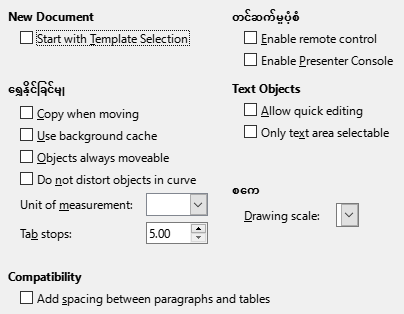 New Document
Start with Template Selection
ရွှေ့နိုင်ခြင်းမျ
Copy when moving
Use background cache
Objects always moveable
Do not distort objects in curve
Unit of measurement:
Tab stops: 5.00
Compatibility
Add spacing between paragraphs and tables
တင်ဆက်မှုပုံစံ
Enable remote control
Enable Presenter Console
Text Objects
Allow quick editing
Only text area selectable
စကေ
Drawing scale: